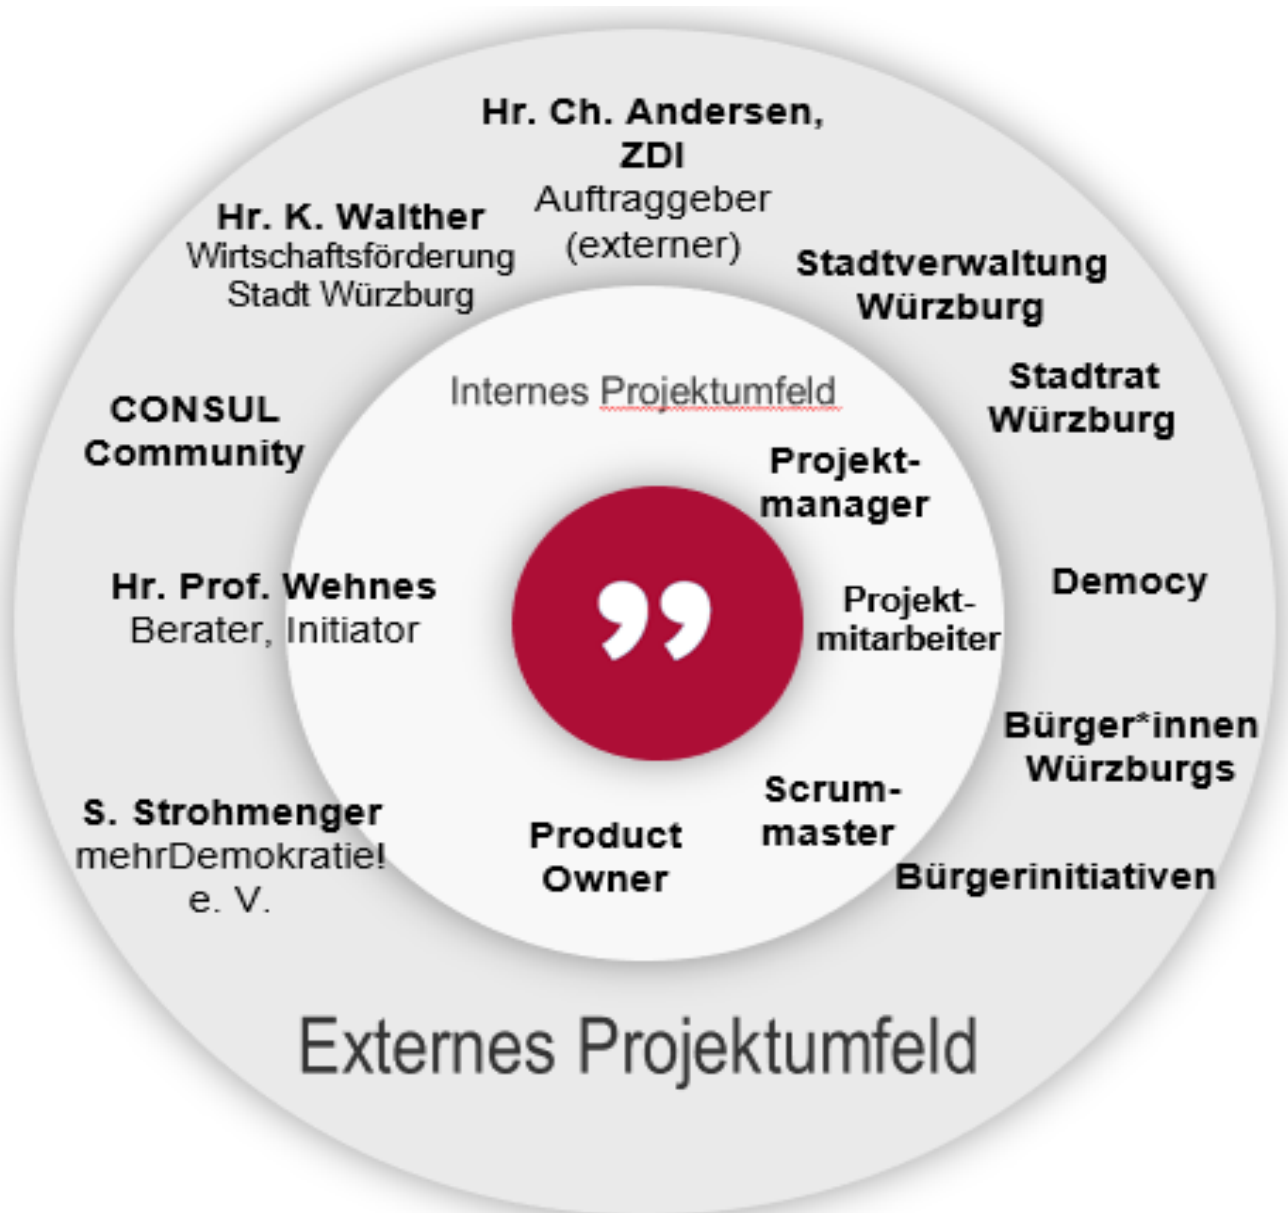 Hr. Ch. Andersen,
ZDI
Auftraggeber
(externer)
Hr. K. Walther
Wirtschaftsförderung
Stadt Würzburg
Stadtverwaltung
Würzburg
Stadtrat
Würzburg
CONSUL
Community
Internes Projektumfeld
Projekt-
manager
Hr. Prof. Wehnes
Berater, Initiator
Projekt-
mitarbeiter
Democy
Bürger*innen
Würzburgs
S. Strohmenger
mehrDemokratie!
e. V.
Product
Owner
Scrum-
master
Bürgerinitiativen
Externes Projektumfeld